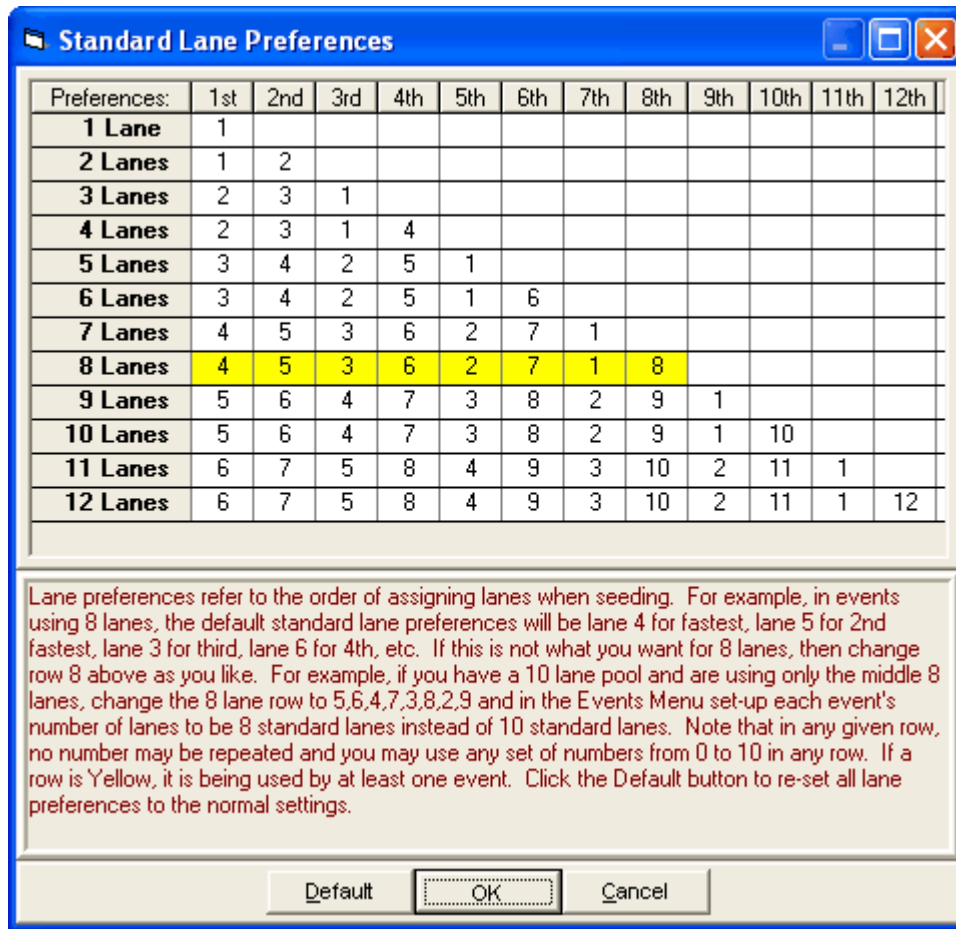 Standard Lane Preferences
Preferences: 1st 2nd 3rd 4th 5th 6th 7th 8th 9th 10th 11th 12th
1 Lane 1
2 Lanes 1 2
3 Lanes 2 3 1
4 Lanes 2 3 1 4
5 Lanes 3 4 2 5 1
6 Lanes 3 4 2 5 1 6
7 Lanes 4 5 3 6 2 7 1
8 Lanes 4 5 3 6 2 7 1 8
9 Lanes 5 6 4 7 3 8 2 9 1
10 Lanes 5 6 4 7 3 8 2 9 1 10
11 Lanes 6 7 5 8 4 9 3 10 2 11 1
12 Lanes 6 7 5 8 4 9 3 10 2 11 1 12
Lane preferences refer to the order of assigning lanes when seeding. For example, in events
using 8 lanes, the default standard lane preferences will be lane 4 for fastest, lane 5 for 2nd
fastest, lane 3 for third, lane 6 for 4th, etc. If this is not what you want for 8 lanes, then change
row 8 above as you like. For example, if you have a 10 lane pool and are using only the middle 8
lanes, change the 8 lane row to 5,6,4,7,3,8,2,9 and in the Events Menu set-up each event's
number of lanes to be 8 standard lanes instead of 10 standard lanes. Note that in any given row,
no number may be repeated and you may use any set of numbers from 0 to 10 in any row. If a
row is Yellow, it is being used by at least one event. Click the Default button to re-set all lane
preferences to the normal settings.
Default OK Cancel